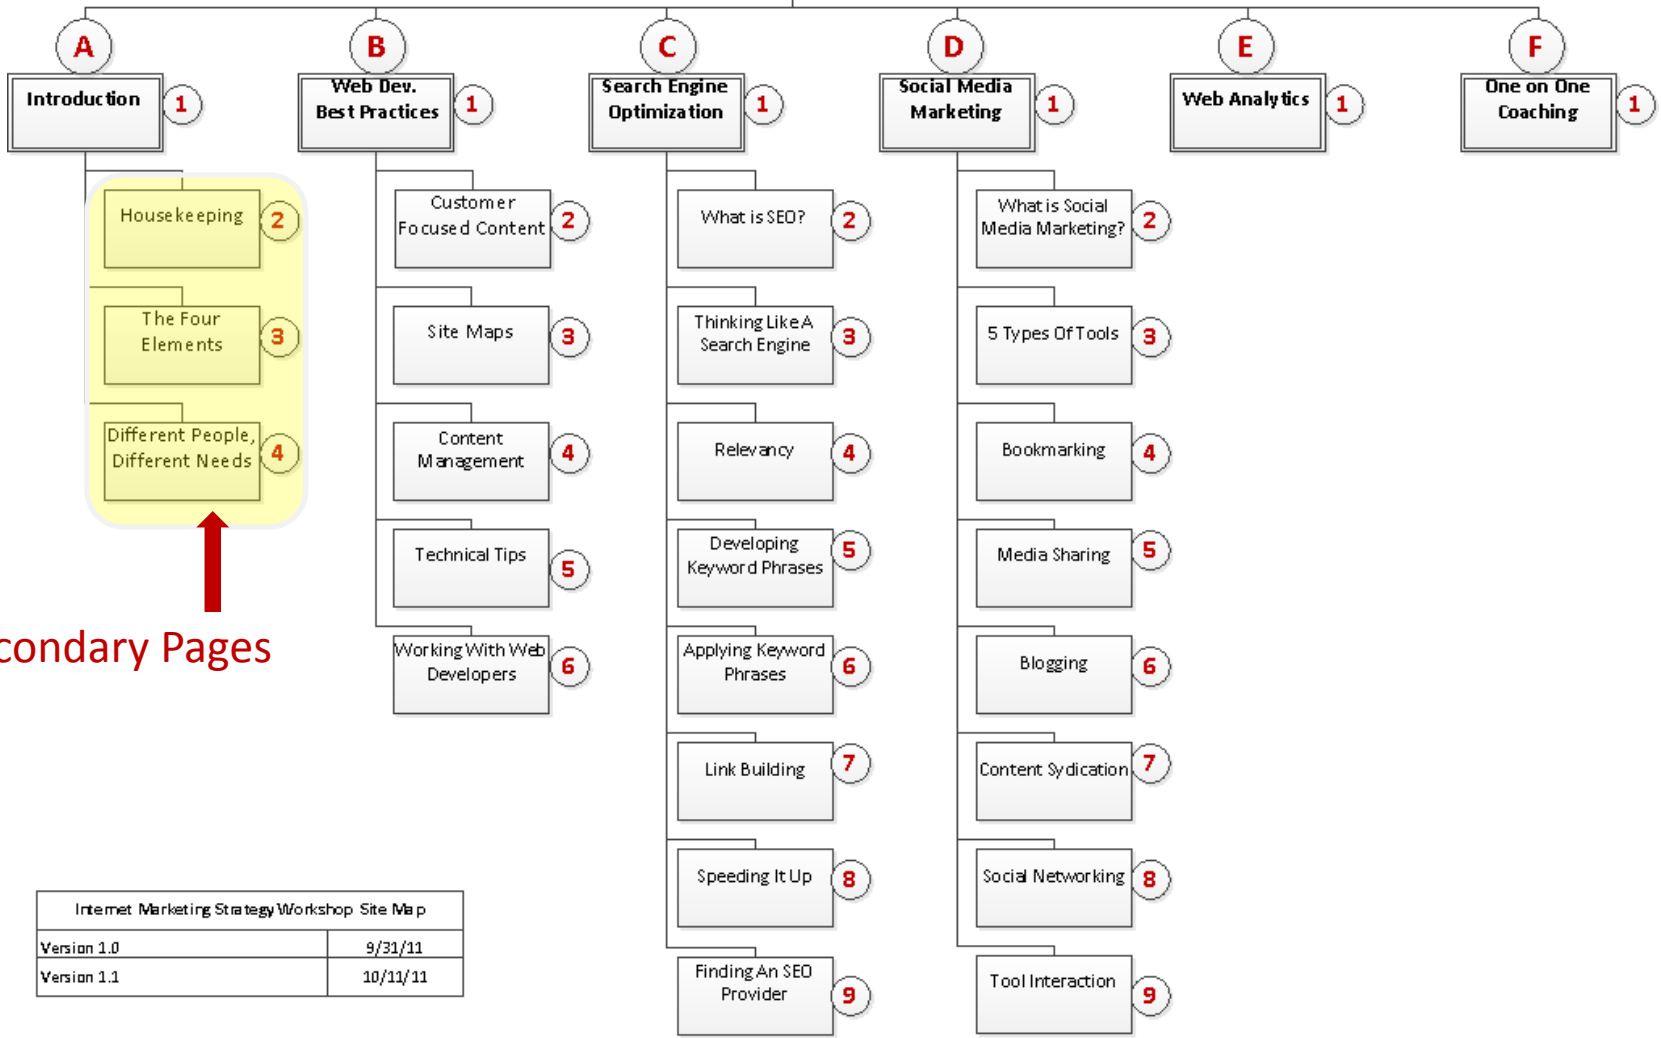 A
Introduction
1
Housekeeping
2
The Four
Elements
3
Different People,
Different Needs
4
condary Pages
B
Web Dev.
Best Practices
1
Customer
Focused Content
2
Site Maps
3
Content
Management
4
Technical Tips
5
Working With Web
Developers
6
C
Search Engine
Optimization
1
What is SEO?
2
Thinking Like A
Search Engine
3
Relevancy
4
Developing
Keyword Phrases
5
Applying Keyword
Phrases
6
Link Building
7
Speeding It Up
8
Finding An SEO
Provider
9
D
Social Media
Marketing
1
What is Social
Media Marketing?
2
5 Types Of Tools
3
Bookmarking
4
Media Sharing
5
Blogging
6
Content Sydication
7
Social Networking
8
Tool Interaction
9
E
Web Analytics
1
F
One on One
Coaching
1
Internet Marketing Strategy Workshop Site Map
Version 1.0 9/31/11
Version 1.1 10/11/11